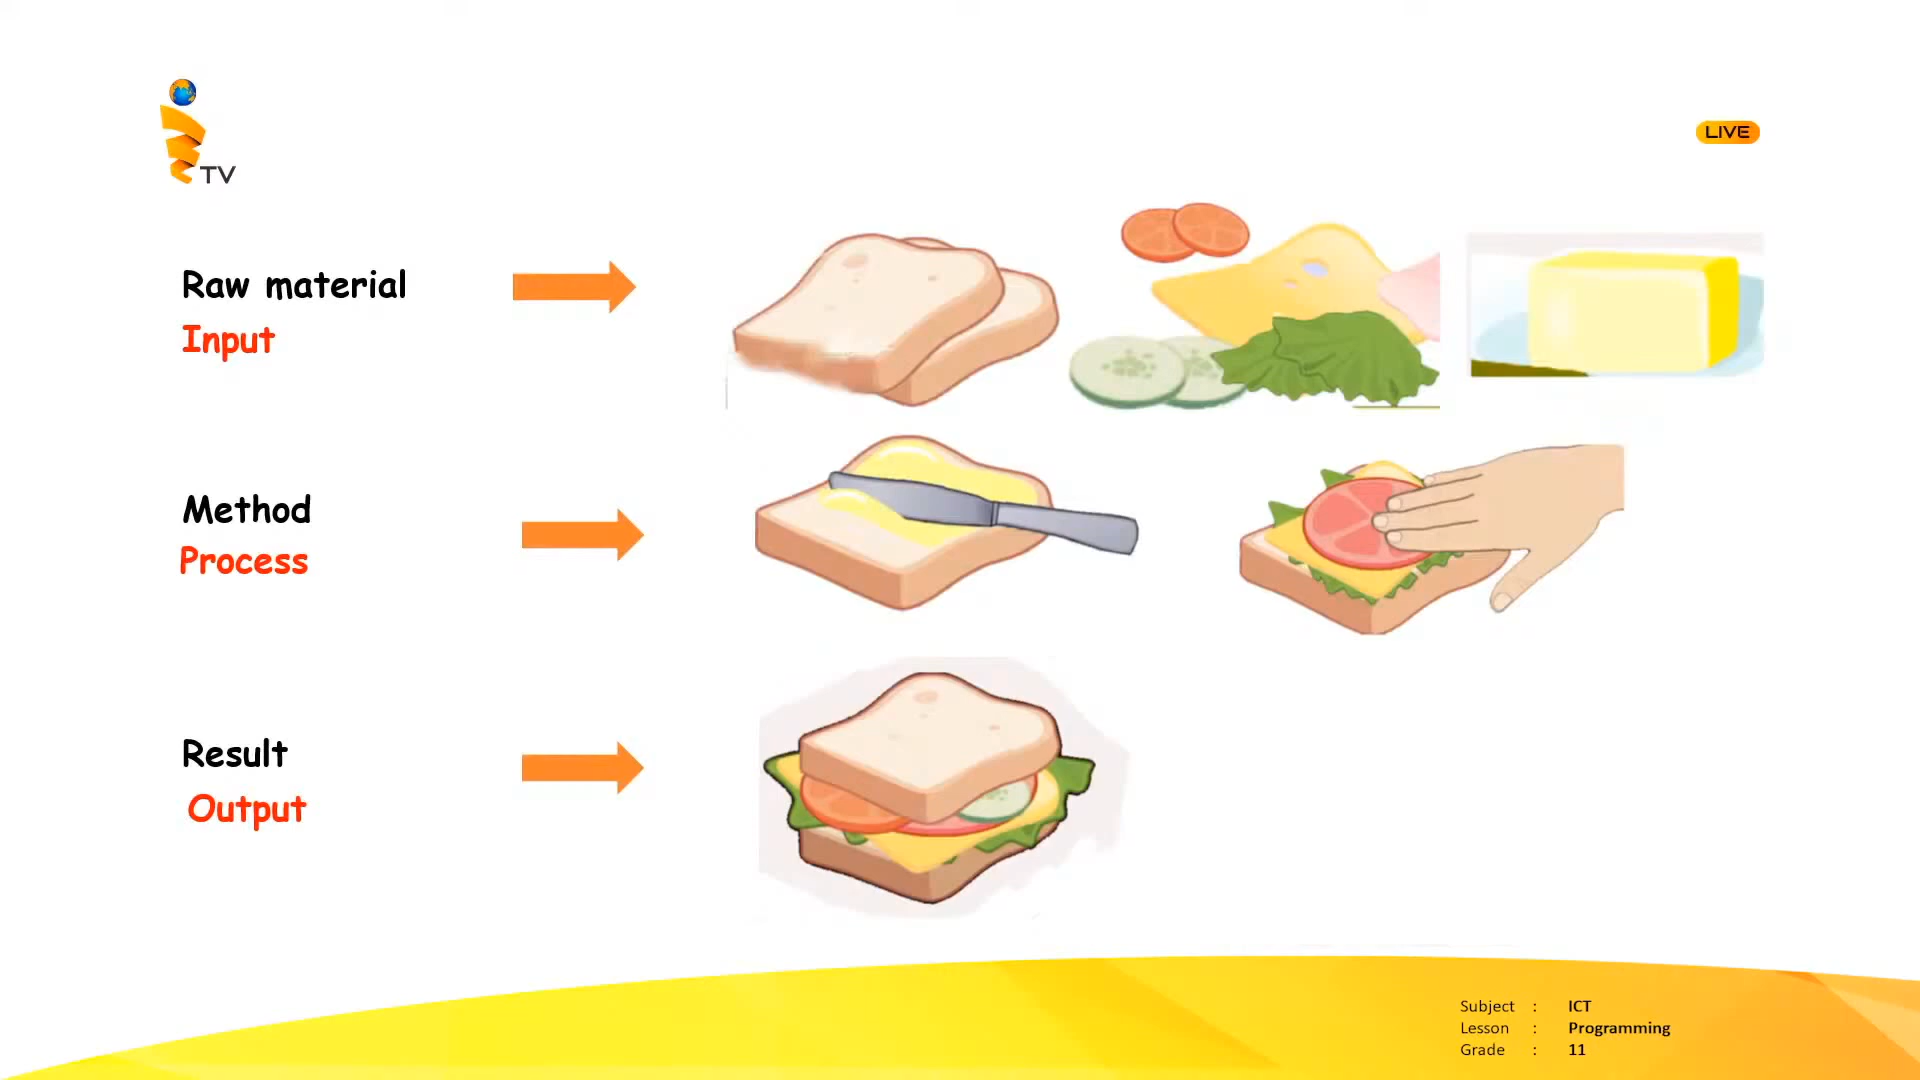 TV
LIVE
Raw material
Input
Method
Process
Result
Output
Subject : ICT
Lesson : Programming
Grade : 11